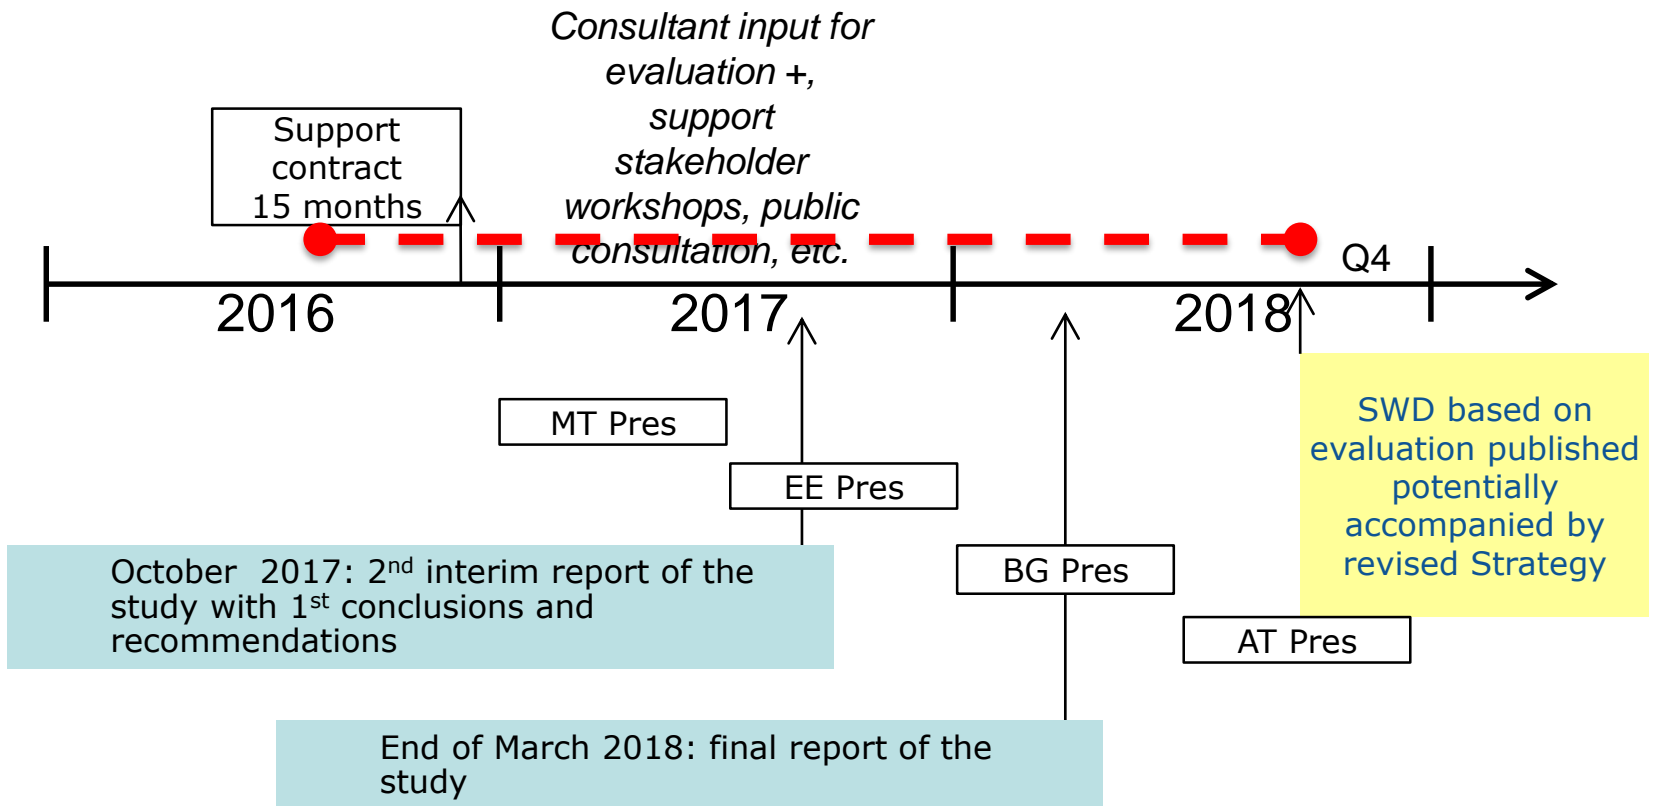 Consultant input for
evaluation +,
support
stakeholder
workshops, public
consultation, etc.
Support
contract
15 months
Q4
2016
2017
2018
MT Pres
EE Pres
BG Pres
AT Pres
SWD based on
evaluation published
potentially
accompanied by
revised Strategy
October 2017: 2nd interim report of the
study with 1st conclusions and
recommendations
End of March 2018: final report of the
study